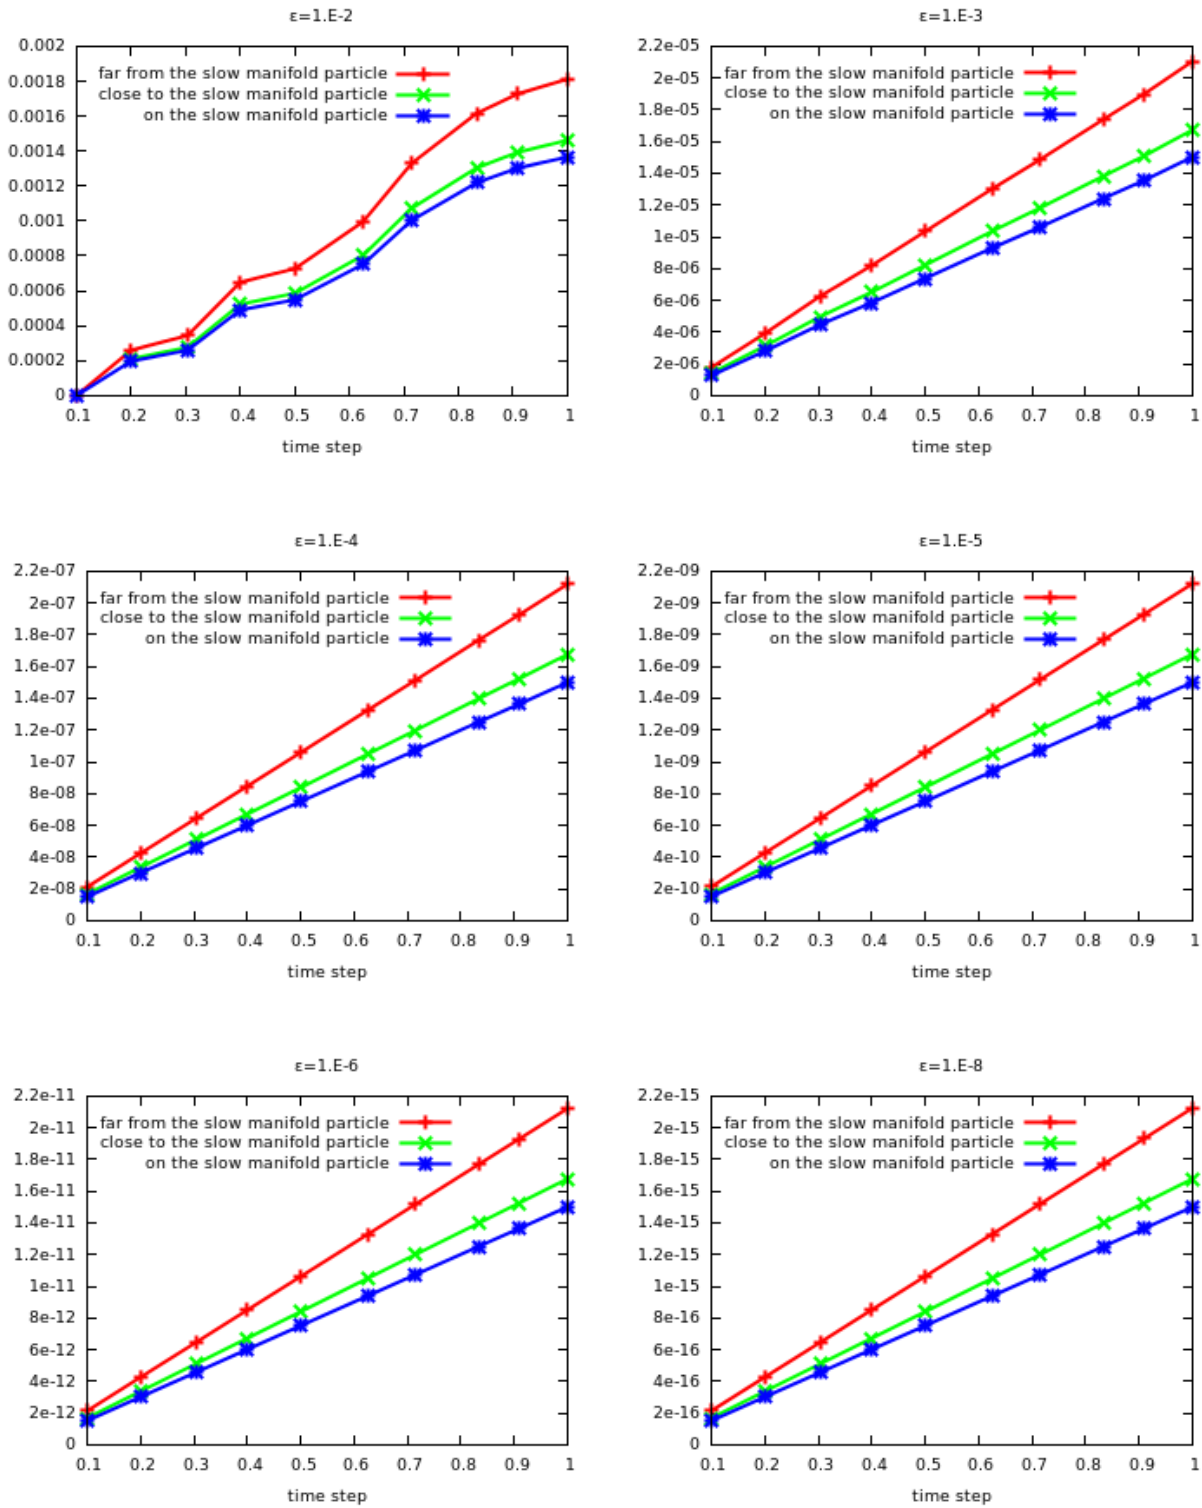 ε=1.E-2
0.002
0.0018
0.0016
0.0014
0.0012
0.001
0.0008
0.0006
0.0004
0.0002
0
far from the slow manifold particle
close to the slow manifold particle
on the slow manifold particle
0.1 0.2 0.3 0.4 0.5 0.6 0.7 0.8 0.9 1
time step
ε=1.E-3
2.2e-05
2e-05
1.8e-05
1.6e-05
1.4e-05
1.2e-05
1e-05
8e-06
6e-06
4e-06
2e-06
0
far from the slow manifold particle
close to the slow manifold particle
on the slow manifold particle
0.1 0.2 0.3 0.4 0.5 0.6 0.7 0.8 0.9 1
time step
ε=1.E-4
2.2e-07
2e-07
1.8e-07
1.6e-07
1.4e-07
1.2e-07
1e-07
8e-08
6e-08
4e-08
2e-08
0
far from the slow manifold particle
close to the slow manifold particle
on the slow manifold particle
0.1 0.2 0.3 0.4 0.5 0.6 0.7 0.8 0.9 1
time step
ε=1.E-5
2.2e-09
2e-09
1.8e-09
1.6e-09
1.4e-09
1.2e-09
1e-09
8e-10
6e-10
4e-10
2e-10
0
far from the slow manifold particle
close to the slow manifold particle
on the slow manifold particle
0.1 0.2 0.3 0.4 0.5 0.6 0.7 0.8 0.9 1
time step
ε=1.E-6
2.2e-11
2e-11
1.8e-11
1.6e-11
1.4e-11
1.2e-11
1e-11
8e-12
6e-12
4e-12
2e-12
0
far from the slow manifold particle
close to the slow manifold particle
on the slow manifold particle
0.1 0.2 0.3 0.4 0.5 0.6 0.7 0.8 0.9 1
time step
ε=1.E-8
2.2e-15
2e-15
1.8e-15
1.6e-15
1.4e-15
1.2e-15
1e-15
8e-16
6e-16
4e-16
2e-16
0
far from the slow manifold particle
close to the slow manifold particle
on the slow manifold particle
0.1 0.2 0.3 0.4 0.5 0.6 0.7 0.8 0.9 1
time step